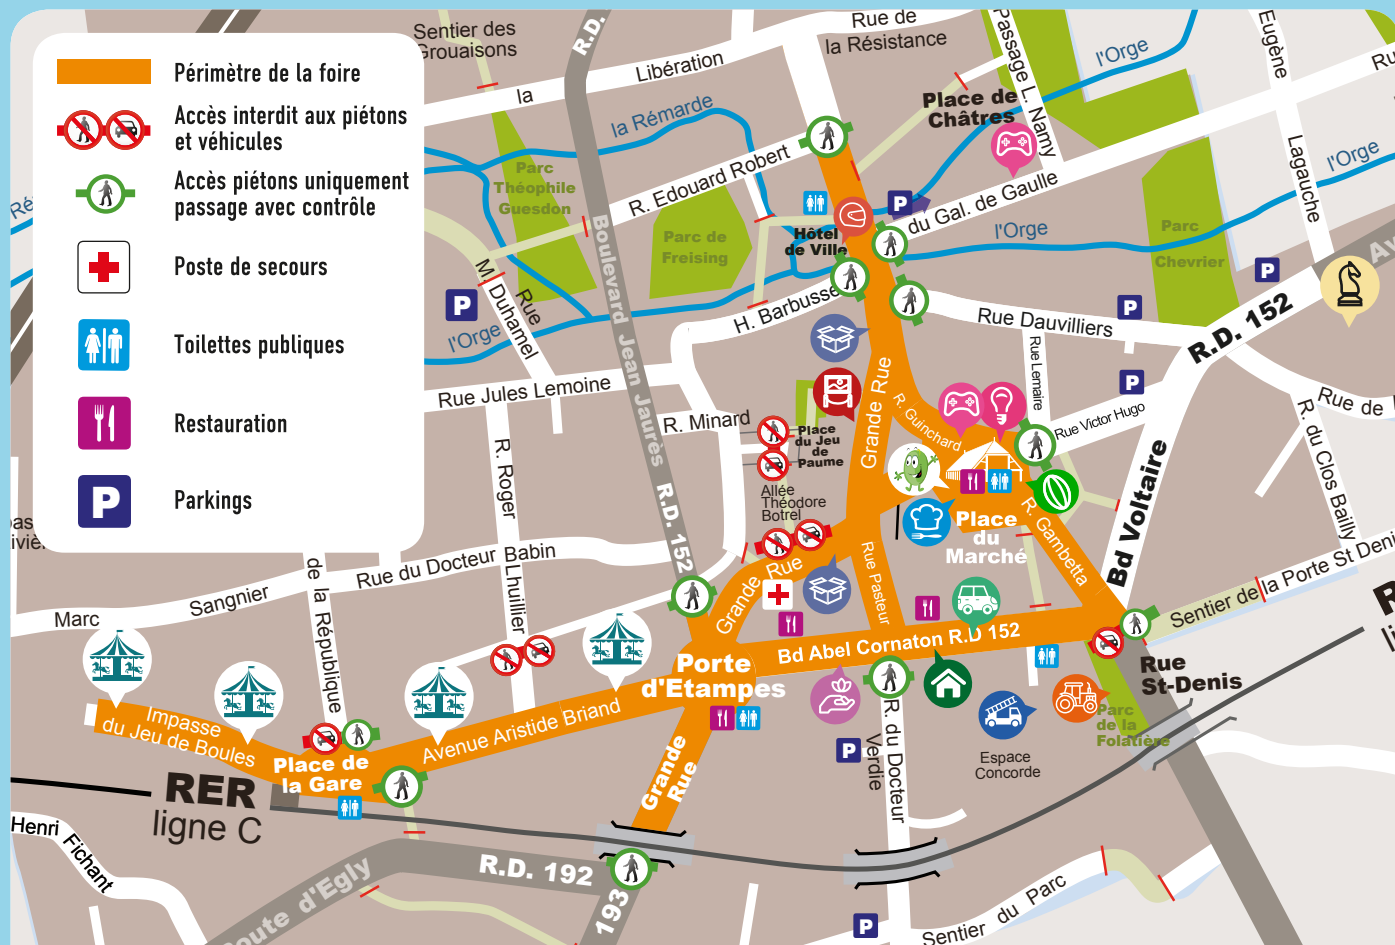 Périmètre de la foire
Accès interdit aux piétons
et véhicules
Accès piétons uniquement
passage avec contrôle
Poste de secours
Toilettes publiques
Restauration
P
Parkings
Sentier des
Grouaisons
R.D.
Rue de
la Résistance
Libération
la
Passage L. Namy
l'Orge
Eugène
Lagauche
Ru
Place de
Châtres
la Rémarde
R. Edouard Robert
Parc
Théophile
Guesdon
Parc de
Freising
P
du Gal. de Gaulle
l'Orge
l'Orge
Parc
Chevrier
Hôtel
de Ville
Ré
Boulevard Jean Jaurès
R.D. 152
P
M. Duhamel
Rue
l'Orge
H. Barbusse
P
P
P
Rue Dauvilliers
Rue Lemaire
R.D. 152
Av
Rue Jules Lemoine
R. Minard
Grande Rue
R. Guinchard
Rue Victor Hugo
Rue de
R. du Clos Bailly
Place
du Jeu
de
Paume
Allée
Théodore
Botrel
R. Roger
Lhuillier
Bd Voltaire
Place
du
Marché
R. Gambetta
Rue du Docteur Babin
Sangnier
Marc
de la République
Grande Rue
Rue Pasteur
Bd Abel Cornaton R.D 152
Sentier de la Porte St Deni
Porte
d'Etampes
Rue
St-Denis
Parc
de la
Folatière
Impasse
du Jeu de Boules
Avenue Aristide Briand
Place de
la Gare
Grande
Rue
P
R. du Docteur
Verdie
Espace
Concorde
RER
ligne C
R
Henri Fichant
Route d'Egly
R.D. 192
193
P
Sentier du Parc